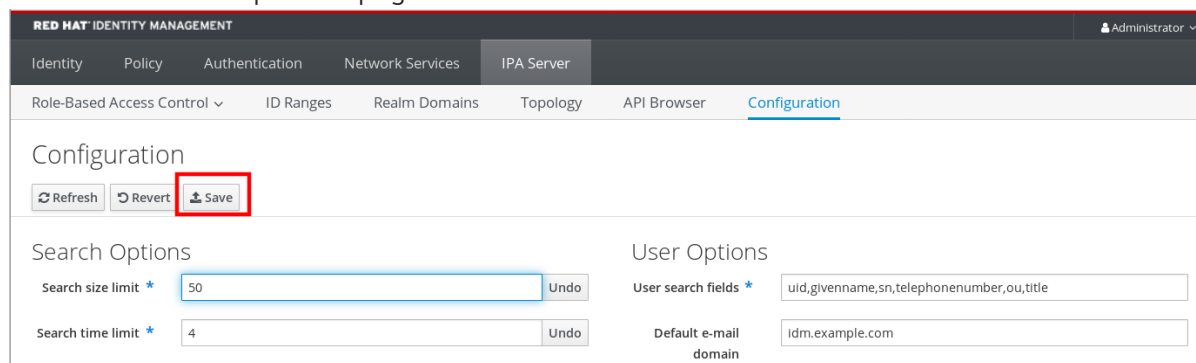 RED HAT IDENTITY MANAGEMENT Administrator
Identity Policy Authentication Network Services IPA Server
Role-Based Access Control ID Ranges Realm Domains Topology API Browser Configuration
Configuration
Refresh Revert Save
Search Options User Options
Search size limit * 50 Undo User search fields * uid,givenname,sn,telephonenumber,ou,title
Search time limit * 4 Undo Default e-mail idm.example.com
domain